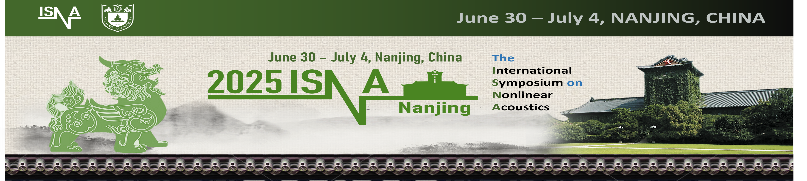 ISNA
June 30 – July 4, NANJING, CHINA
June 30 – July 4, Nanjing, China
2025 ISNA
Nanjing
The
International
Symposium on
Nonlinear
Acoustics